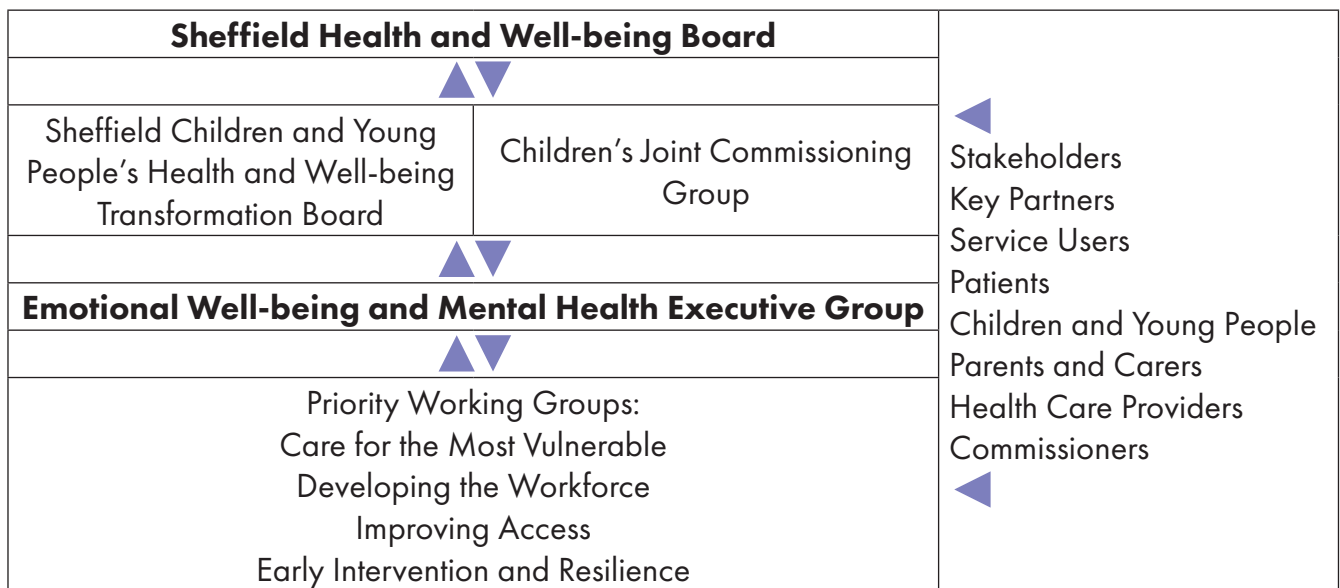 Sheffield Health and Well-being Board
Sheffield Children and Young
People’s Health and Well-being
Transformation Board
Children’s Joint Commissioning
Group
Emotional Well-being and Mental Health Executive Group
Priority Working Groups:
Care for the Most Vulnerable
Developing the Workforce
Improving Access
Early Intervention and Resilience
Stakeholders
Key Partners
Service Users
Patients
Children and Young People
Parents and Carers
Health Care Providers
Commissioners